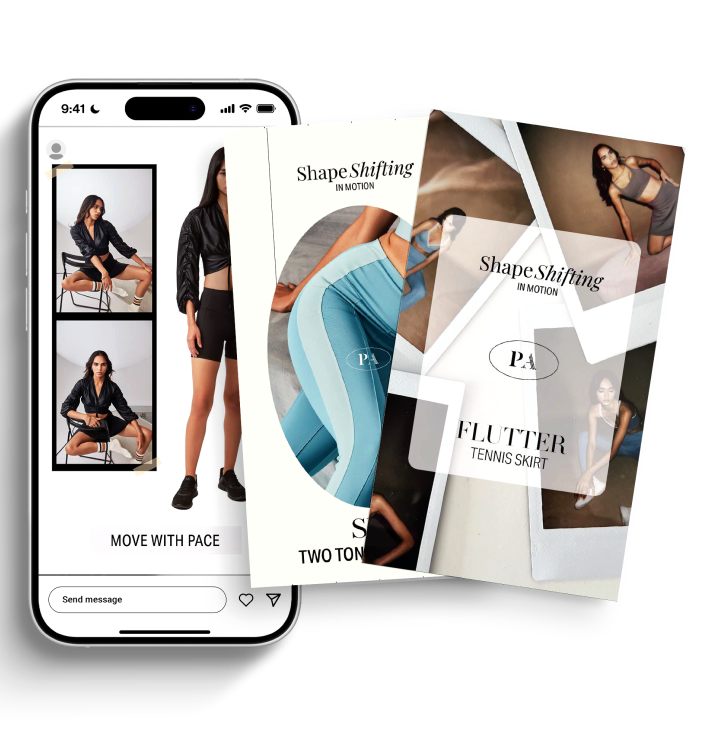 9:41
MOVE WITH PACE
Send message
Shape Shifting
IN MOTION
PA
S
TWO TON
Shape Shifting
IN MOTION
PA
FLUTTER
TENNIS SKIRT